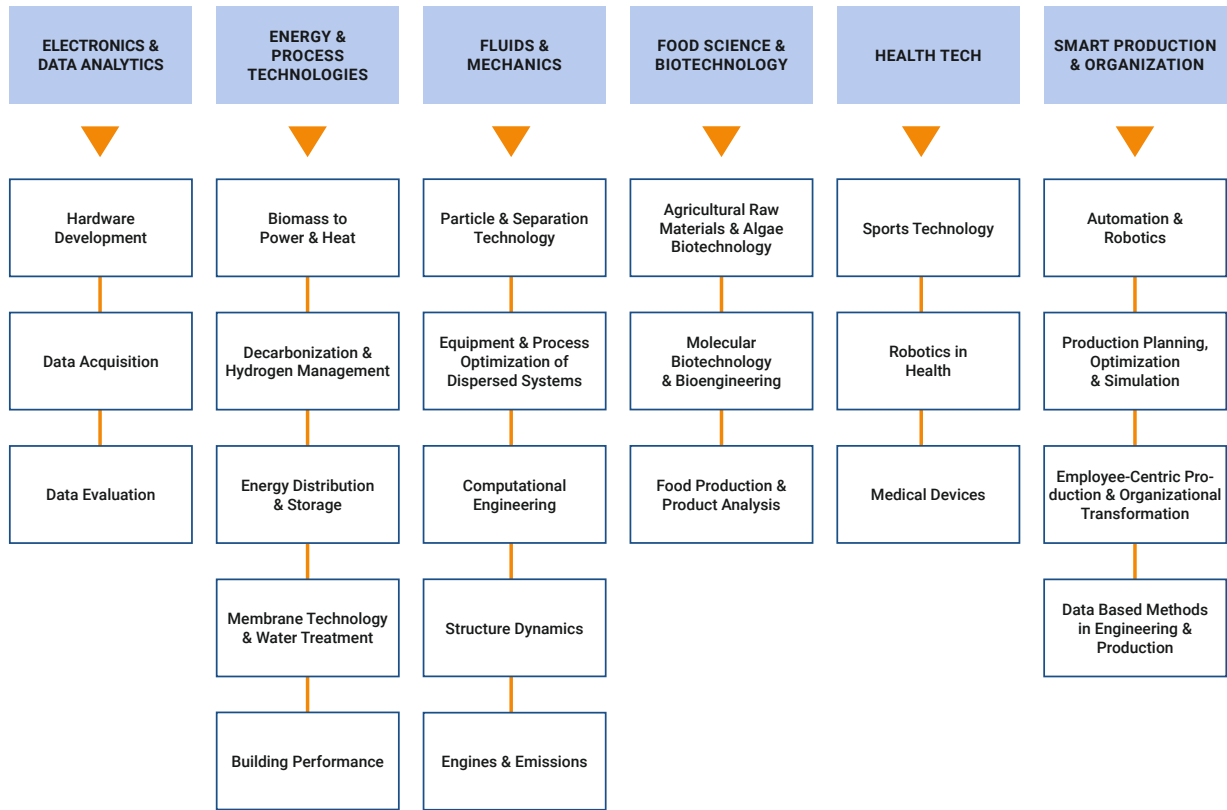 ELECTRONICS &
DATA ANALYTICS
ENERGY &
PROCESS
TECHNOLOGIES
FLUIDS &
MECHANICS
FOOD SCIENCE &
BIOTECHNOLOGY
HEALTH TECH
SMART PRODUCTION
& ORGANIZATION
Hardware
Development
Biomass to
Power & Heat
Particle & Separation
Technology
Agricultural Raw
Materials & Algae
Biotechnology
Sports Technology
Automation &
Robotics
Data Acquisition
Decarbonization &
Hydrogen Management
Equipment & Process
Optimization of
Dispersed Systems
Molecular
Biotechnology
& Bioengineering
Robotics in
Health
Production Planning,
Optimization
& Simulation
Data Evaluation
Energy Distribution
& Storage
Computational
Engineering
Food Production &
Product Analysis
Medical Devices
Employee-Centric Pro-
duction & Organizational
Transformation
Membrane Technology
& Water Treatment
Structure Dynamics
Data Based Methods
in Engineering &
Production
Building Performance
Engines & Emissions